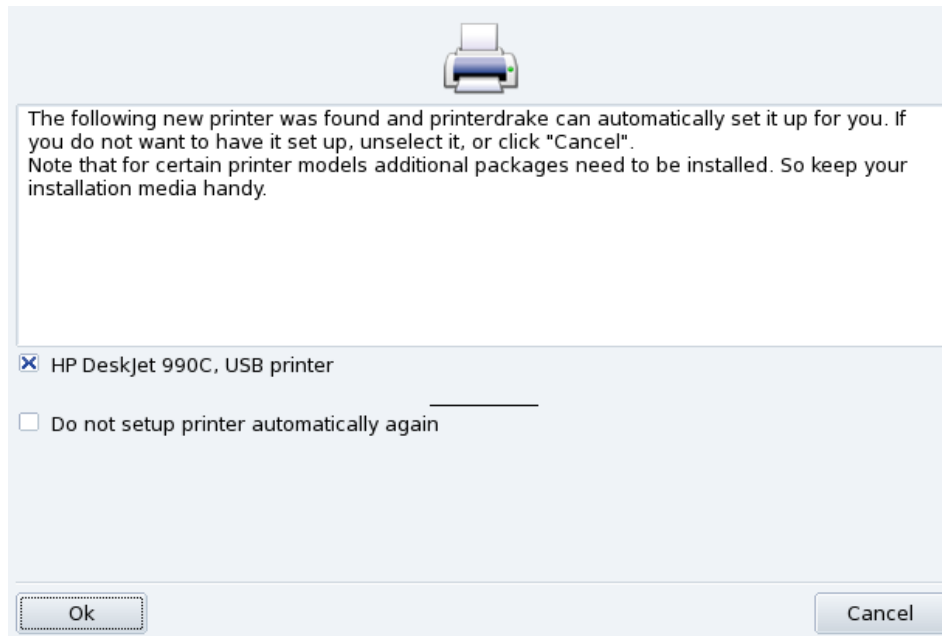 The following new printer was found and printerdrake can automatically set it up for you. If
you do not want to have it set up, unselect it, or click "Cancel".
Note that for certain printer models additional packages need to be installed. So keep your
installation media handy.
HP DeskJet 990C, USB printer
Do not setup printer automatically again
Ok
Cancel